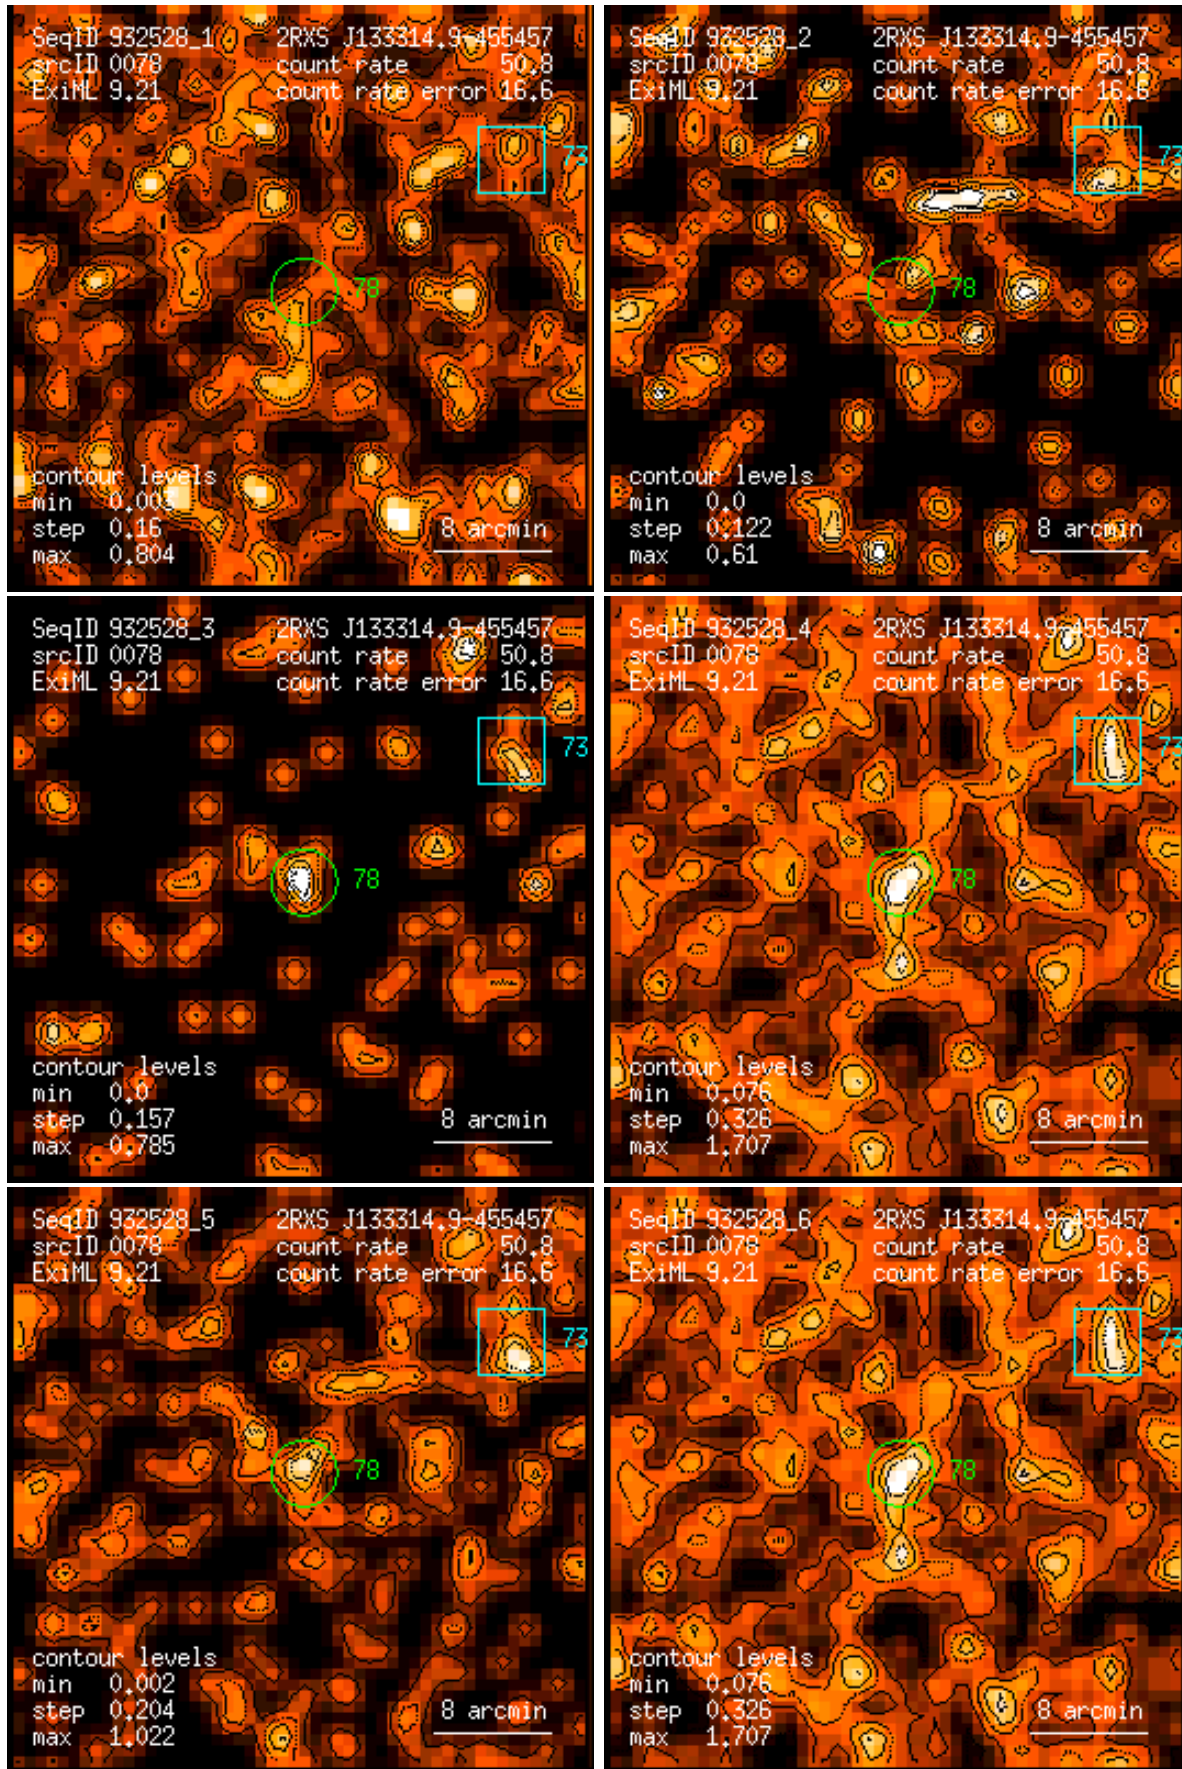 SeqID 932528_1 2RXS J133314.9-455457
srcID 0078 count rate 50.8
ExiML 9.21 count rate error 16.6
73
78
contour levels
min 0.003
step 0.16
max 0.804
8 arcmin
SeqID 932528_2 2RXS J133314.9-455457
srcID 0078 count rate 50.8
ExiML 9.21 count rate error 16.6
73
78
contour levels
min 0.0
step 0.122
max 0.61
8 arcmin
SeqID 932528_3 2RXS J133314.9-455457
srcID 0078 count rate 50.8
ExiML 9.21 count rate error 16.6
73
78
contour levels
min 0.0
step 0.157
max 0.785
8 arcmin
SeqID 932528_4 2RXS J133314.9-455457
srcID 0078 count rate 50.8
ExiML 9.21 count rate error 16.6
73
78
contour levels
min 0.076
step 0.326
max 1.707
8 arcmin
SeqID 932528_5 2RXS J133314.9-455457
srcID 0078 count rate 50.8
ExiML 9.21 count rate error 16.6
73
78
contour levels
min 0.002
step 0.204
max 1.022
8 arcmin
SeqID 932528_6 2RXS J133314.9-455457
srcID 0078 count rate 50.8
ExiML 9.21 count rate error 16.6
73
78
contour levels
min 0.076
step 0.326
max 1.707
8 arcmin